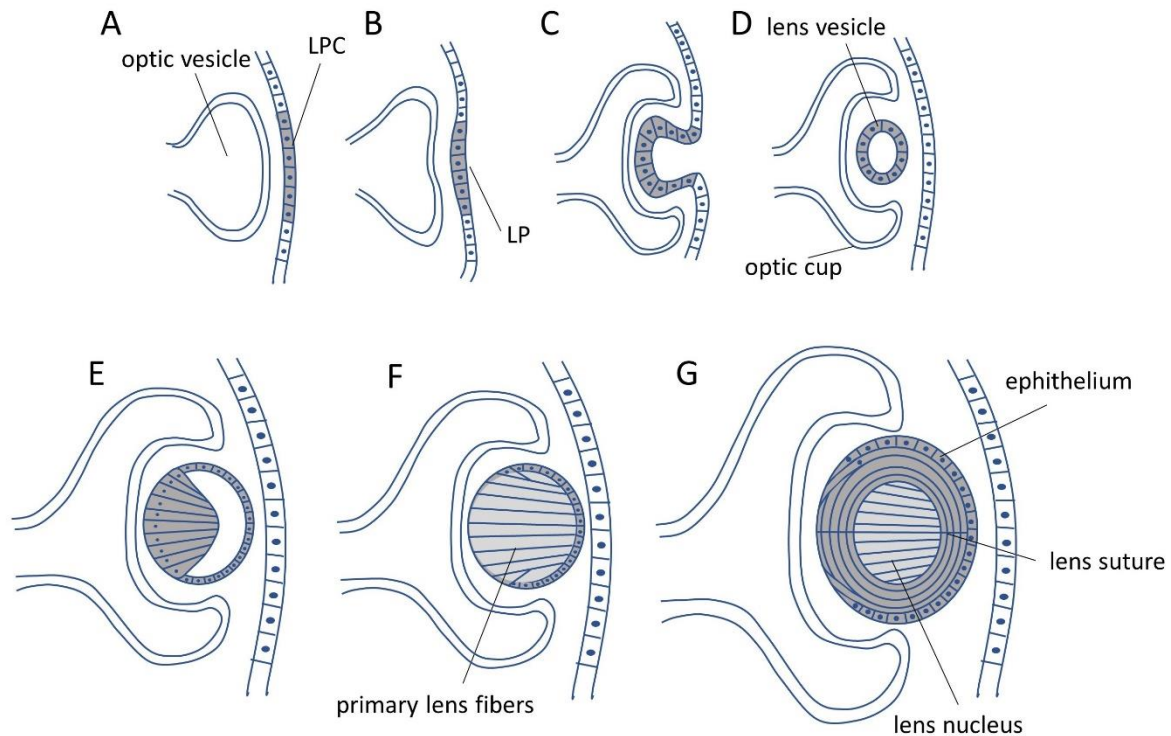 A
B
C
D
optic vesicle
LPC
LP
lens vesicle
optic cup
E
F
G
ephithelium
lens suture
primary lens fibers
lens nucleus